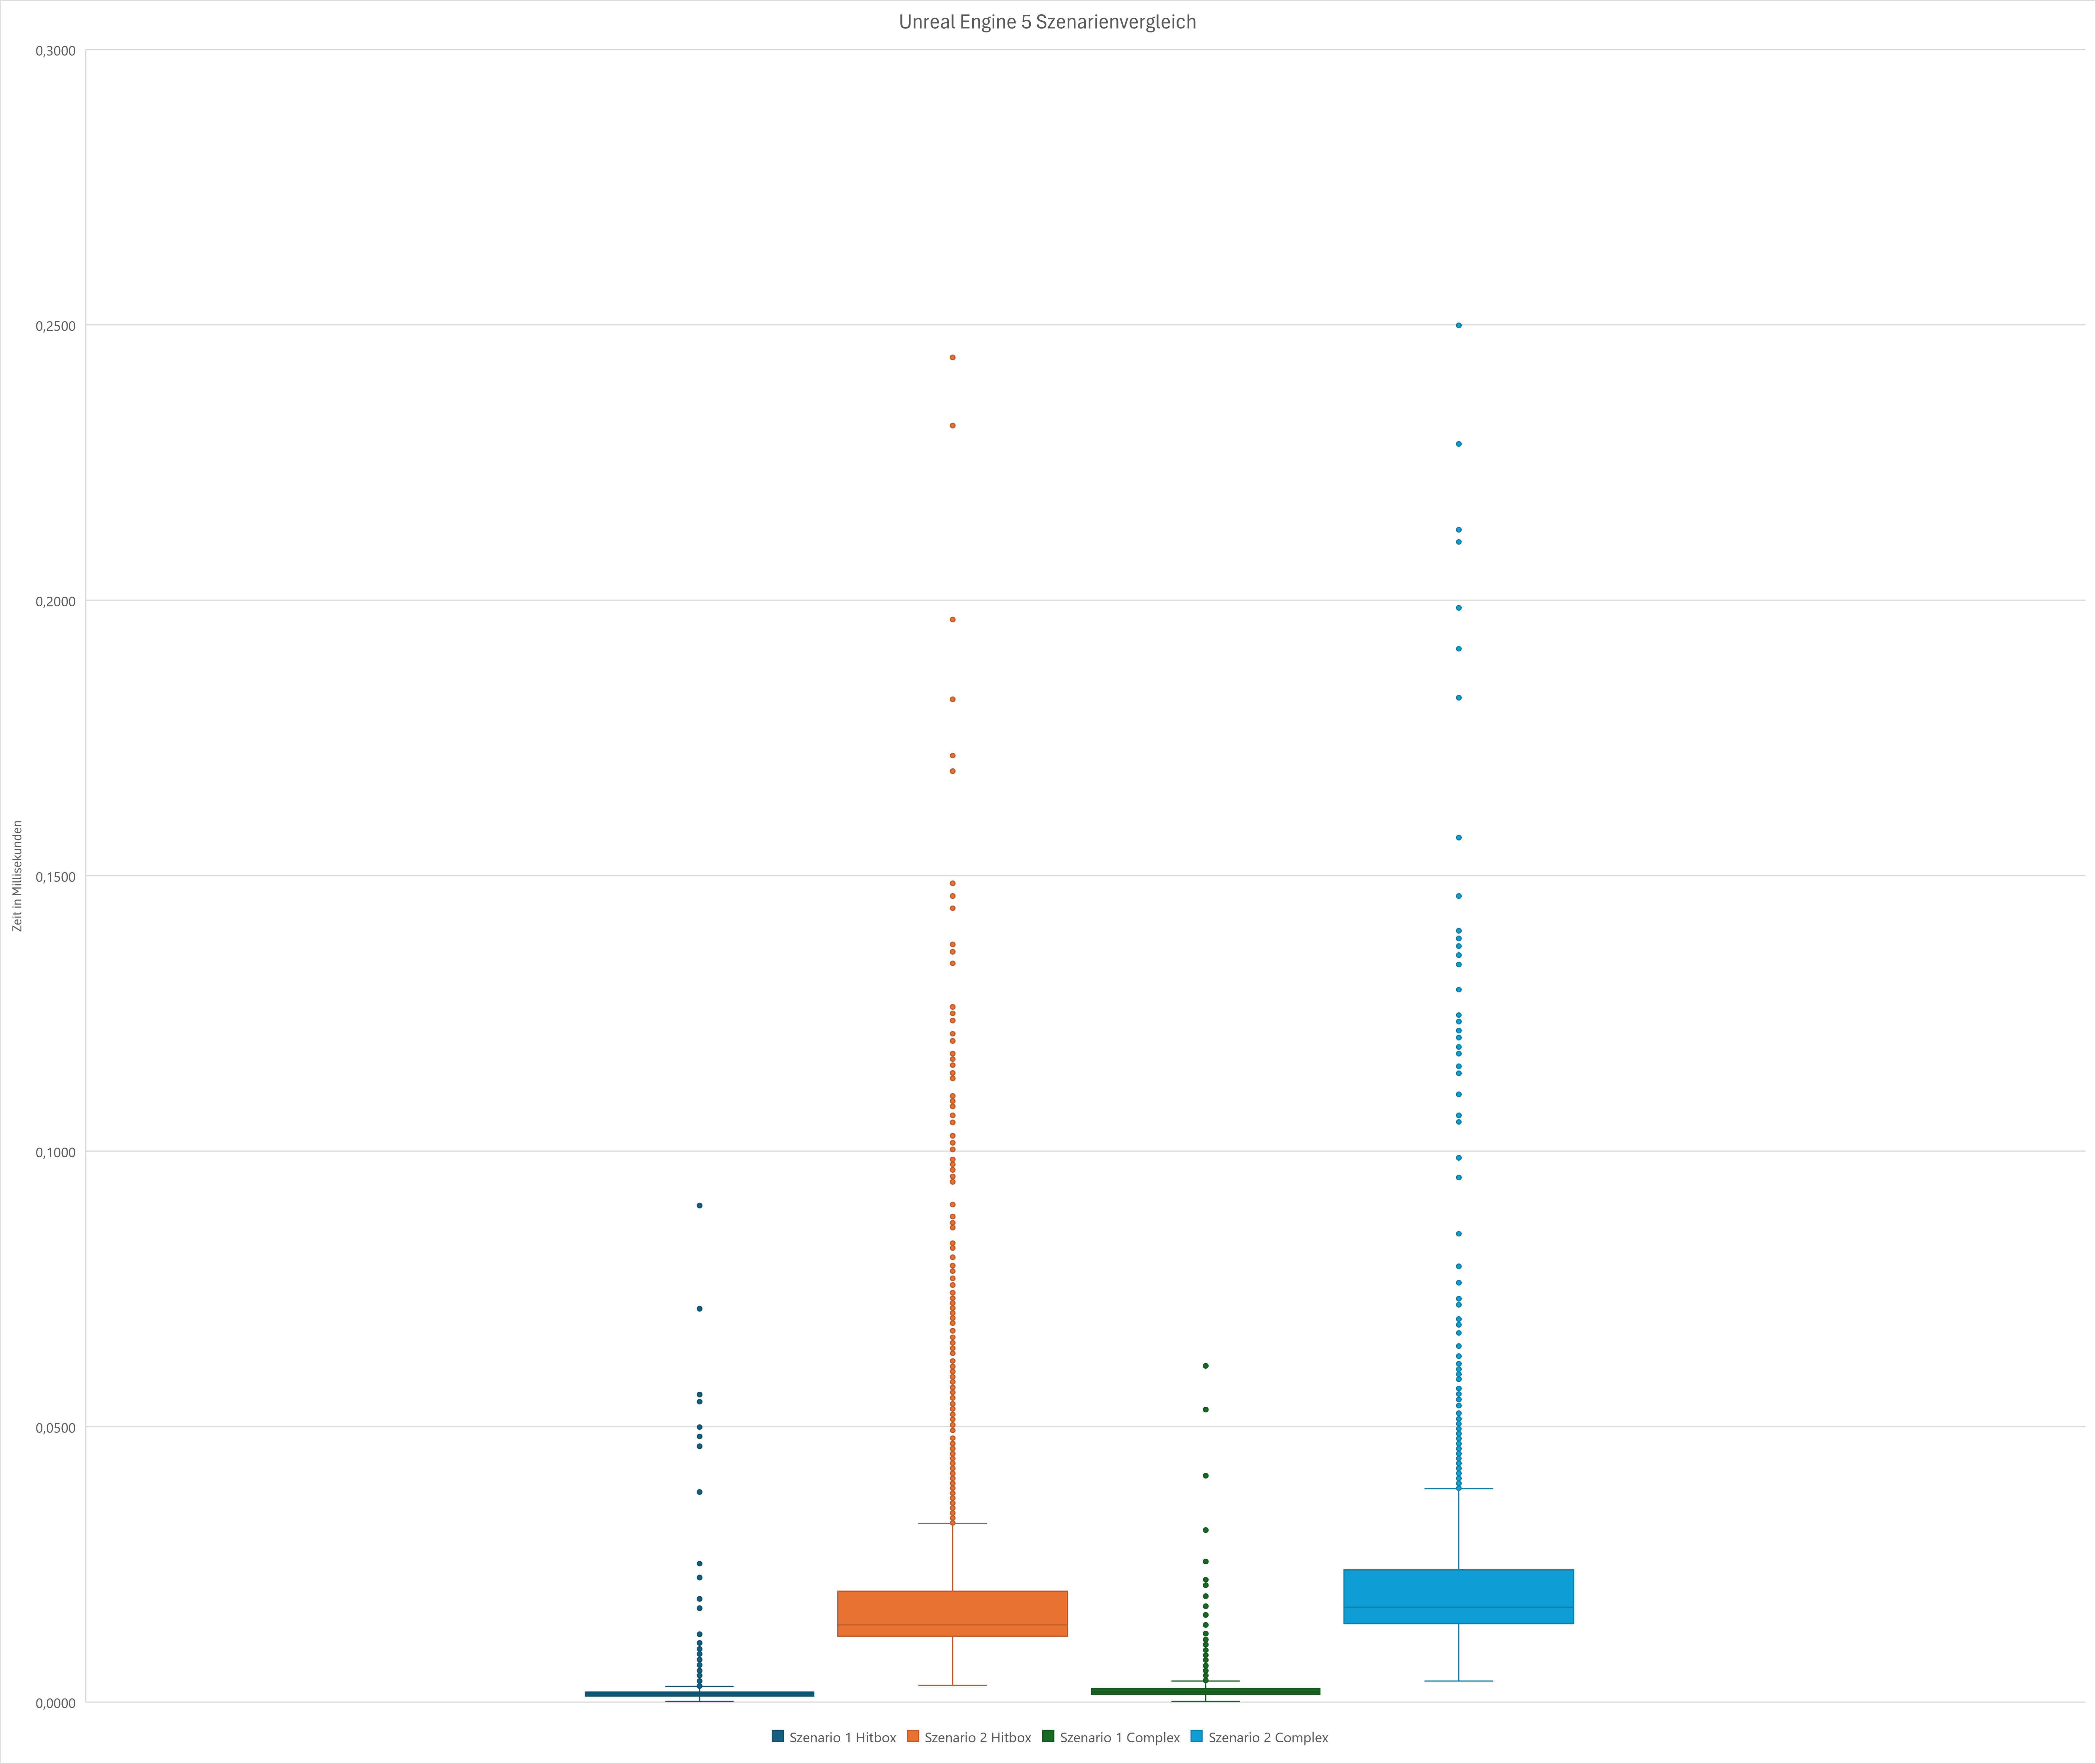 Unreal Engine 5 Szenarienvergleich
0,3000
0,2500
0,2000
0,1500
0,1000
0,0500
0,0000
Zeit in Millisekunden
Szenario 1 Hitbox Szenario 2 Hitbox Szenario 1 Complex Szenario 2 Complex